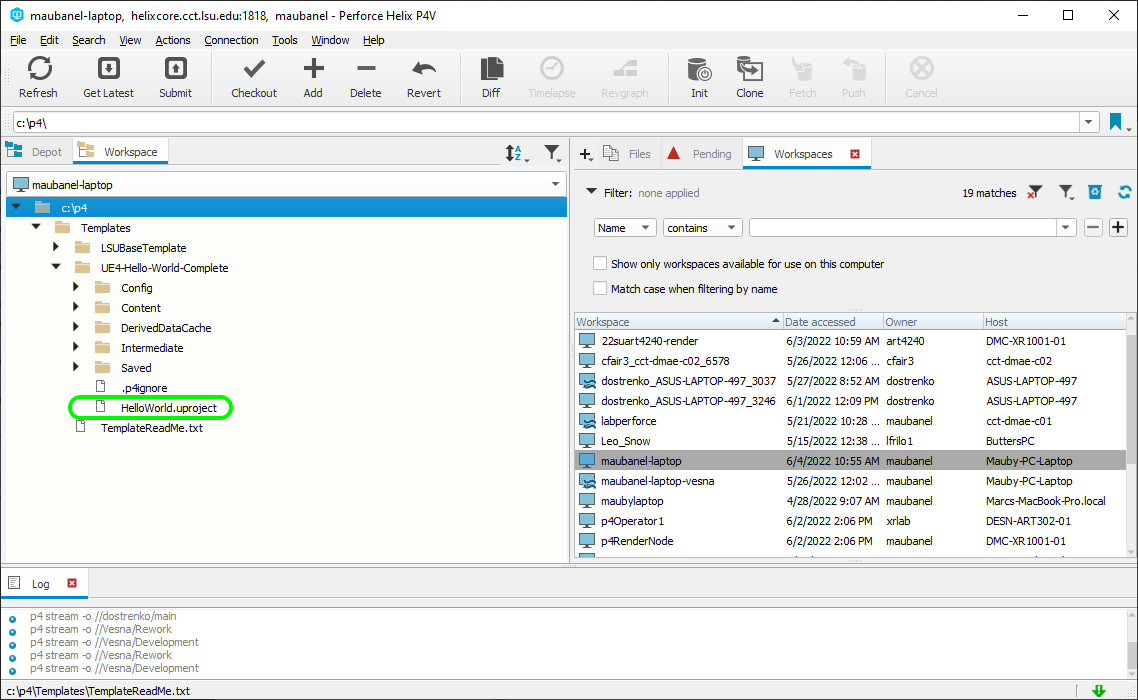 maubanel-laptop, helixcore.cct.lsu.edu:1818, maubanel - Perforce Helix P4V
File Edit Search View Actions Connection Tools Window Help
Refresh Get Latest Submit Checkout Add Delete Revert Diff Timelapse Revgraph Init Clone Fetch Push Cancel
c:\p4\
Depot Workspace
maubanel-laptop
c:\p4
Templates
LSUBaseTemplate
UE4-Hello-World-Complete
Config
Content
DerivedDataCache
Intermediate
Saved
.p4ignore
HelloWorld.uproject
TemplateReadMe.txt
Files Pending Workspaces
Filter: none applied 19 matches
Name contains
Show only workspaces available for use on this computer
Match case when filtering by name
Workspace Date accessed Owner Host
22suart4240-render 6/3/2022 10:59 AM art4240 DMC-XR1001-01
cfair3_cct-dmae-c02_6578 5/26/2022 12:06 ... cfair3 cct-dmae-c02
dostrenko_ASUS-LAPTOP-497_3037 5/27/2022 8:52 AM dostrenko ASUS-LAPTOP-497
dostrenko_ASUS-LAPTOP-497_3246 6/1/2022 12:09 PM dostrenko ASUS-LAPTOP-497
labperforce 5/21/2022 10:28 ... maubanel cct-dmae-c01
Leo_Snow 5/15/2022 12:38 ... lfrilo1 ButtersPC
maubanel-laptop 6/4/2022 10:55 AM maubanel Mauby-PC-Laptop
maubanel-laptop-vesna 5/26/2022 12:02 ... maubanel Mauby-PC-Laptop
maubylaptop 4/28/2022 9:07 AM maubanel Marcs-MacBook-Pro.local
p4Operator1 6/2/2022 2:06 PM xrlab DESN-ART302-01
p4RenderNode 6/2/2022 2:06 PM maubanel DMC-XR1001-01
Log
p4 stream -o //dostrenko/main
p4 stream -o //Vesna/Rework
p4 stream -o //Vesna/Development
p4 stream -o //Vesna/Rework
p4 stream -o //Vesna/Development
c:\p4\Templates\TemplateReadMe.txt